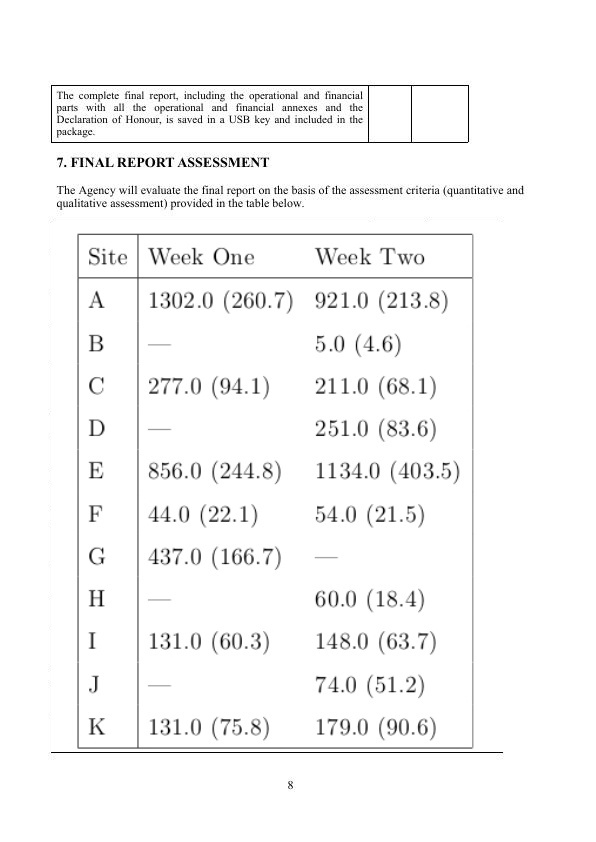 The complete final report, including the operational and financial
parts with all the operational and financial annexes and the
Declaration of Honour, is saved in a USB key and included in the
package.
7. FINAL REPORT ASSESSMENT
The Agency will evaluate the final report on the basis of the assessment criteria (quantitative and
qualitative assessment) provided in the table below.
Site Week One Week Two
A 1302.0 (260.7) 921.0 (213.8)
B — 5.0 (4.6)
C 277.0 (94.1) 211.0 (68.1)
D — 251.0 (83.6)
E 856.0 (244.8) 1134.0 (403.5)
F 44.0 (22.1) 54.0 (21.5)
G 437.0 (166.7) —
H — 60.0 (18.4)
I 131.0 (60.3) 148.0 (63.7)
J — 74.0 (51.2)
K 131.0 (75.8) 179.0 (90.6)
8